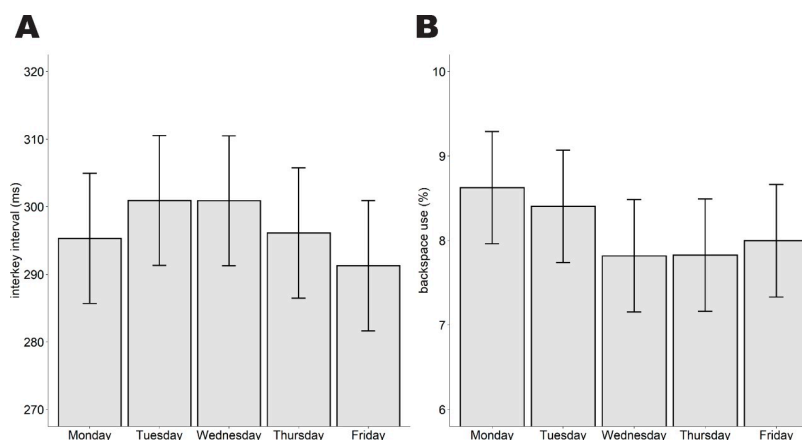 A
interkey interval (ms)
320
310
300
290
280
270
Monday Tuesday Wednesday Thursday Friday
B
backspace use (%)
10
9
8
7
6
Monday Tuesday Wednesday Thursday Friday